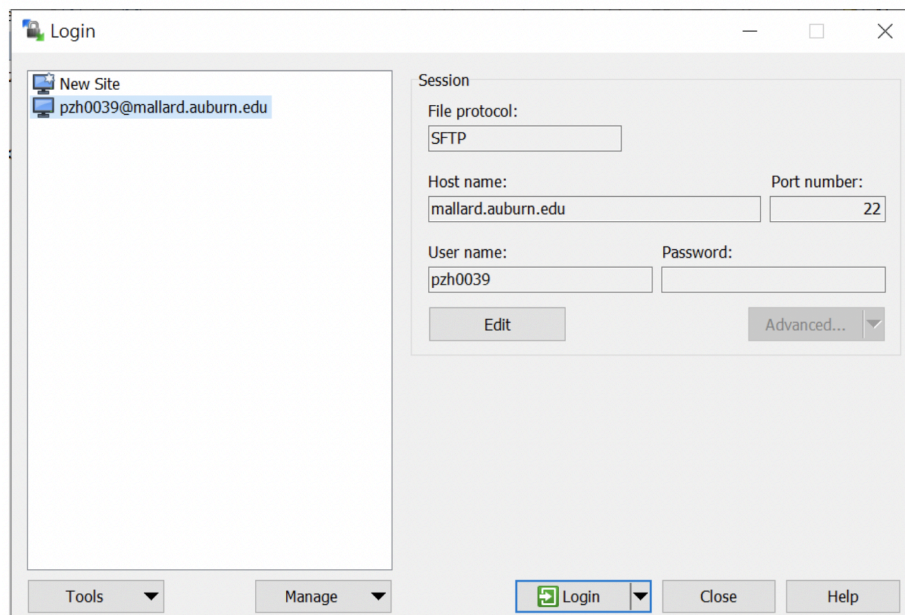 Login
New Site
pzh0039@mallard.auburn.edu
Session
File protocol:
SFTP
Host name:
Port number:
mallard.auburn.edu
22
User name:
Password:
pzh0039
Edit
Advanced...
Tools
Manage
Login
Close
Help